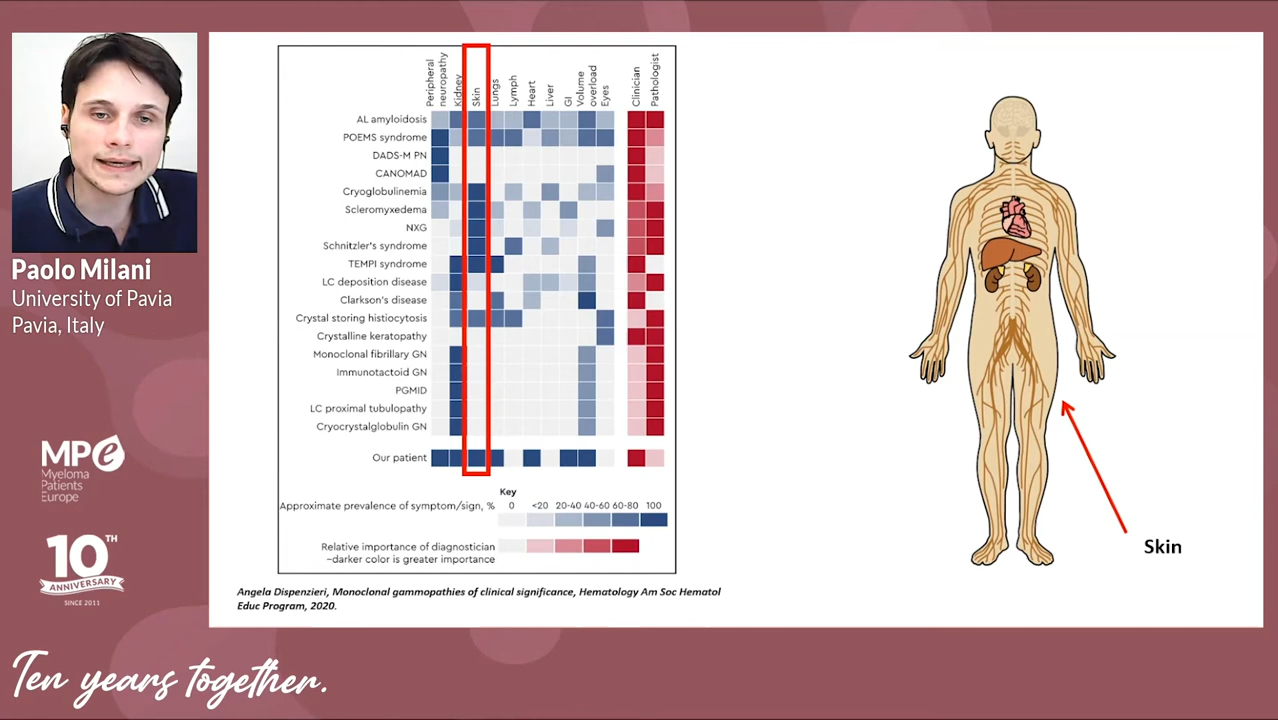 Paolo Milani
University of Pavia
Pavia, Italy
MPe
Myeloma
Patients
Europe
10TH
ANNIVERSARY
SINCE 2011
Ten years together.
Peripheral
neuropathy
Kidney
Skin
Lungs
Lymph
Heart
Liver
GI
Volume
overload
Eyes
Clinician
Pathologist
AL amyloidosis
POEMS syndrome
DADS-M PN
CANOMAD
Cryoglobulinemia
Scleromyxedema
NXG
Schnitzler's syndrome
TEMPI syndrome
LC deposition disease
Clarkson's disease
Crystal storing histiocytosis
Crystalline keratopathy
Monoclonal fibrillary GN
Immunotactoid GN
PGMID
LC proximal tubulopathy
Cryocrystalglobulin GN
Our patient
Key
Approximate prevalence of symptom/sign, % 0 <20 20-40 40-60 60-80 100
Relative importance of diagnostician
–darker color is greater importance
Angela Dispenzieri, Monoclonal gammopathies of clinical significance, Hematology Am Soc Hematol
Educ Program, 2020.
Skin